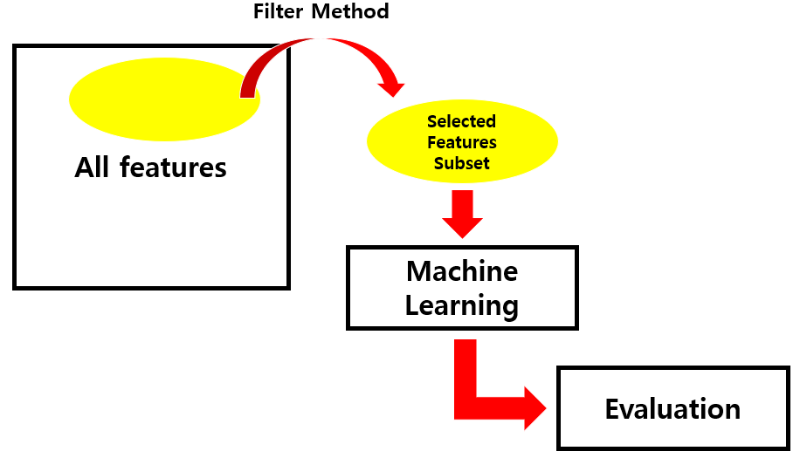 Filter Method
All features
Selected
Features
Subset
Machine
Learning
Evaluation